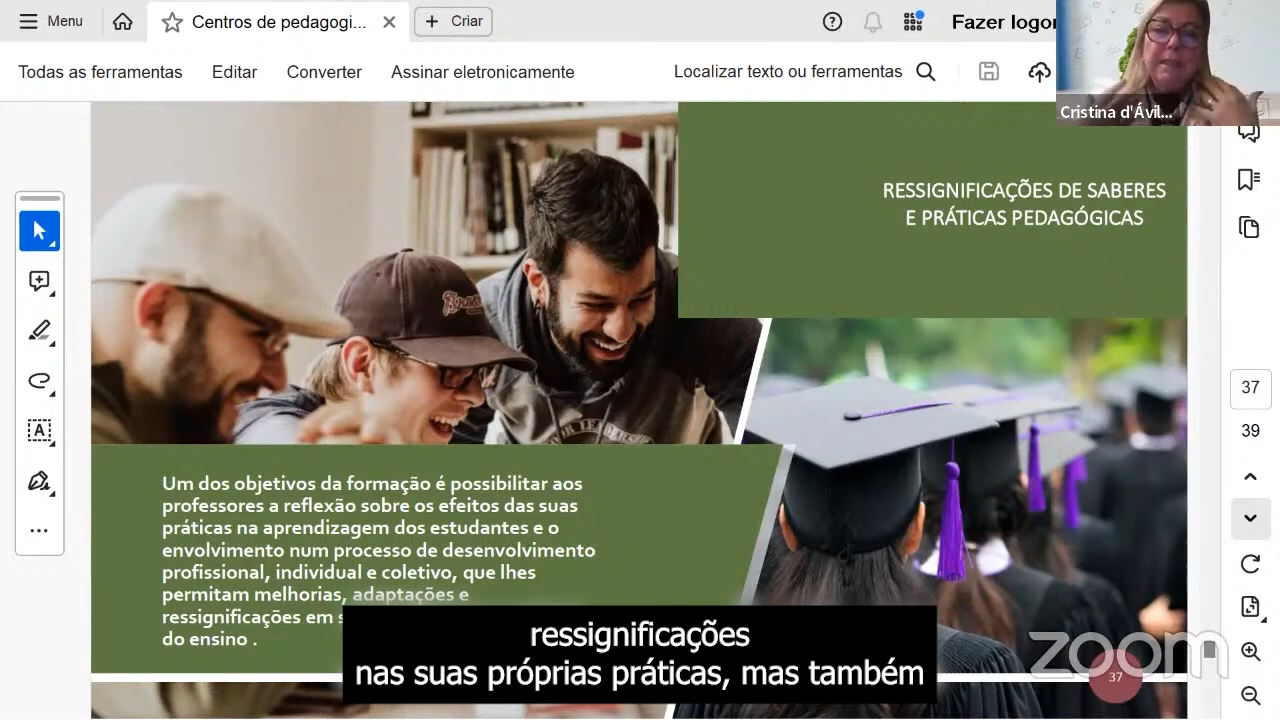 Menu
Centros de pedagogi...
Criar
Fazer logo
Todas as ferramentas
Editar
Converter
Assinar eletronicamente
Localizar texto ou ferramentas
Cristina d'Ávil...
RESSIGNIFICAÇÕES DE SABERES
E PRÁTICAS PEDAGÓGICAS
37
39
Um dos objetivos da formação é possibilitar aos
professores a reflexão sobre os efeitos das suas
práticas na aprendizagem dos estudantes e o
envolvimento num processo de desenvolvimento
profissional, individual e coletivo, que lhes
permitam melhorias, adaptações e
ressignificações em
do ensino .
ressignificações
nas suas próprias práticas, mas também
zoom
37